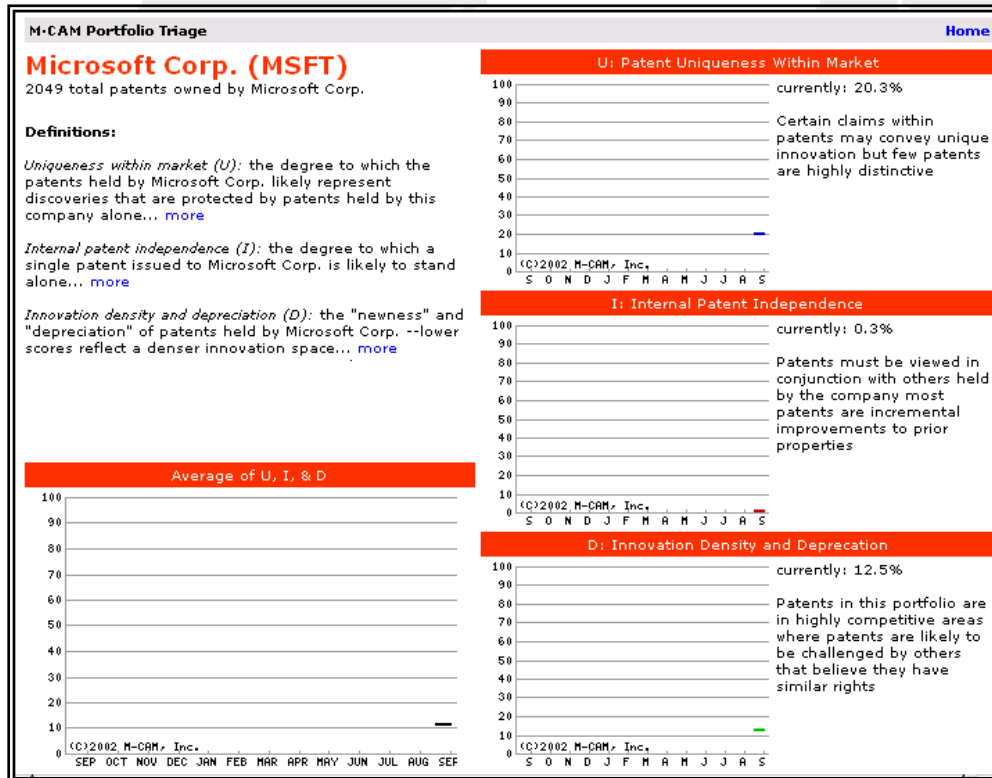 M·CAM Portfolio Triage
Home
Microsoft Corp. (MSFT)
2049 total patents owned by Microsoft Corp.
Definitions:
Uniqueness within market (U): the degree to which the
patents held by Microsoft Corp. likely represent
discoveries that are protected by patents held by this
company alone... more
Internal patent independence (I): the degree to which a
single patent issued to Microsoft Corp. is likely to stand
alone... more
Innovation density and depreciation (D): the "newness" and
"depreciation" of patents held by Microsoft Corp. --lower
scores reflect a denser innovation space... more
Average of U, I, & D
100
90
80
70
60
50
40
30
20
10
0
(C)2002 M-CAM, Inc.
SEP OCT NOV DEC JAN FEB MAR APR MAY JUN JUL AUG SEP
U: Patent Uniqueness Within Market
100
90
80
70
60
50
40
30
20
10
0
(C)2002 M-CAM, Inc.
S O N D J F M A M J J A S
currently: 20.3%
Certain claims within
patents may convey unique
innovation but few patents
are highly distinctive
I: Internal Patent Independence
100
90
80
70
60
50
40
30
20
10
0
(C)2002 M-CAM, Inc.
S O N D J F M A M J J A S
currently: 0.3%
Patents must be viewed in
conjunction with others held
by the company most
patents are incremental
improvements to prior
properties
D: Innovation Density and Deprecation
100
90
80
70
60
50
40
30
20
10
0
(C)2002 M-CAM, Inc.
S O N D J F M A M J J A S
currently: 12.5%
Patents in this portfolio are
in highly competitive areas
where patents are likely to
be challenged by others
that believe they have
similar rights